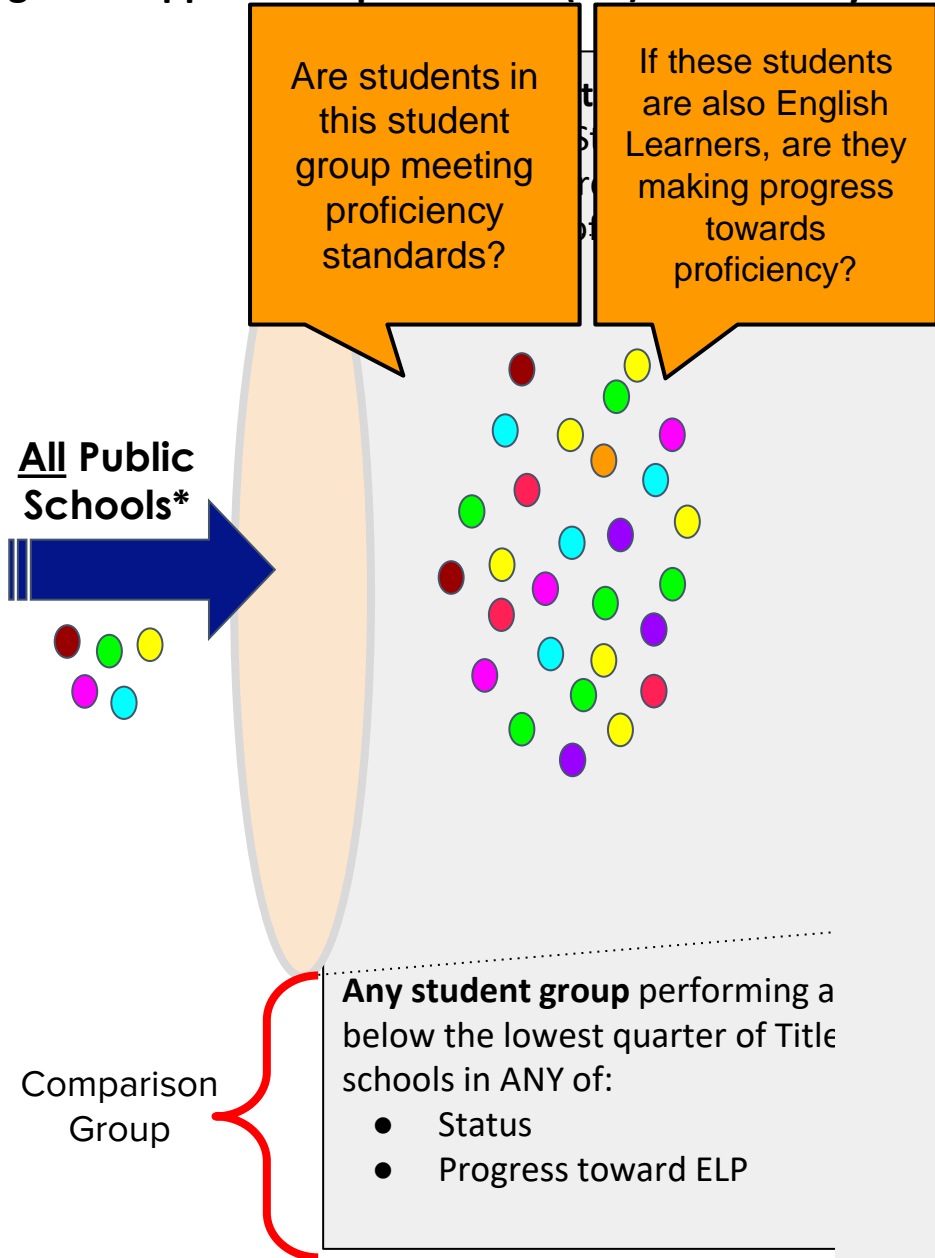 Are students in
this student
group meeting
proficiency
standards?
If these students
are also English
Learners, are they
making progress
towards
proficiency?
All Public
Schools*
Any student group performing a
below the lowest quarter of Title
schools in ANY of:
● Status
● Progress toward ELP
Comparison
Group